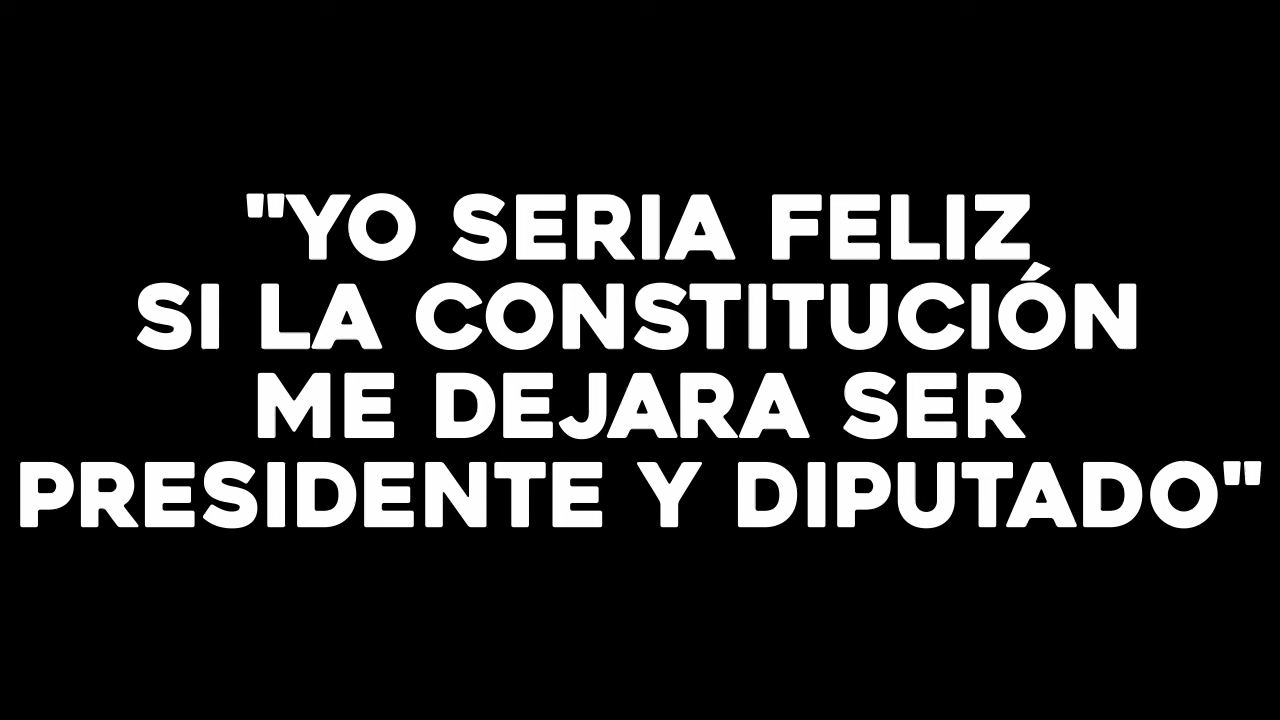 "YO SERIA FELIZ
SI LA CONSTITUCIÓN
ME DEJARA SER
PRESIDENTE Y DIPUTADO"